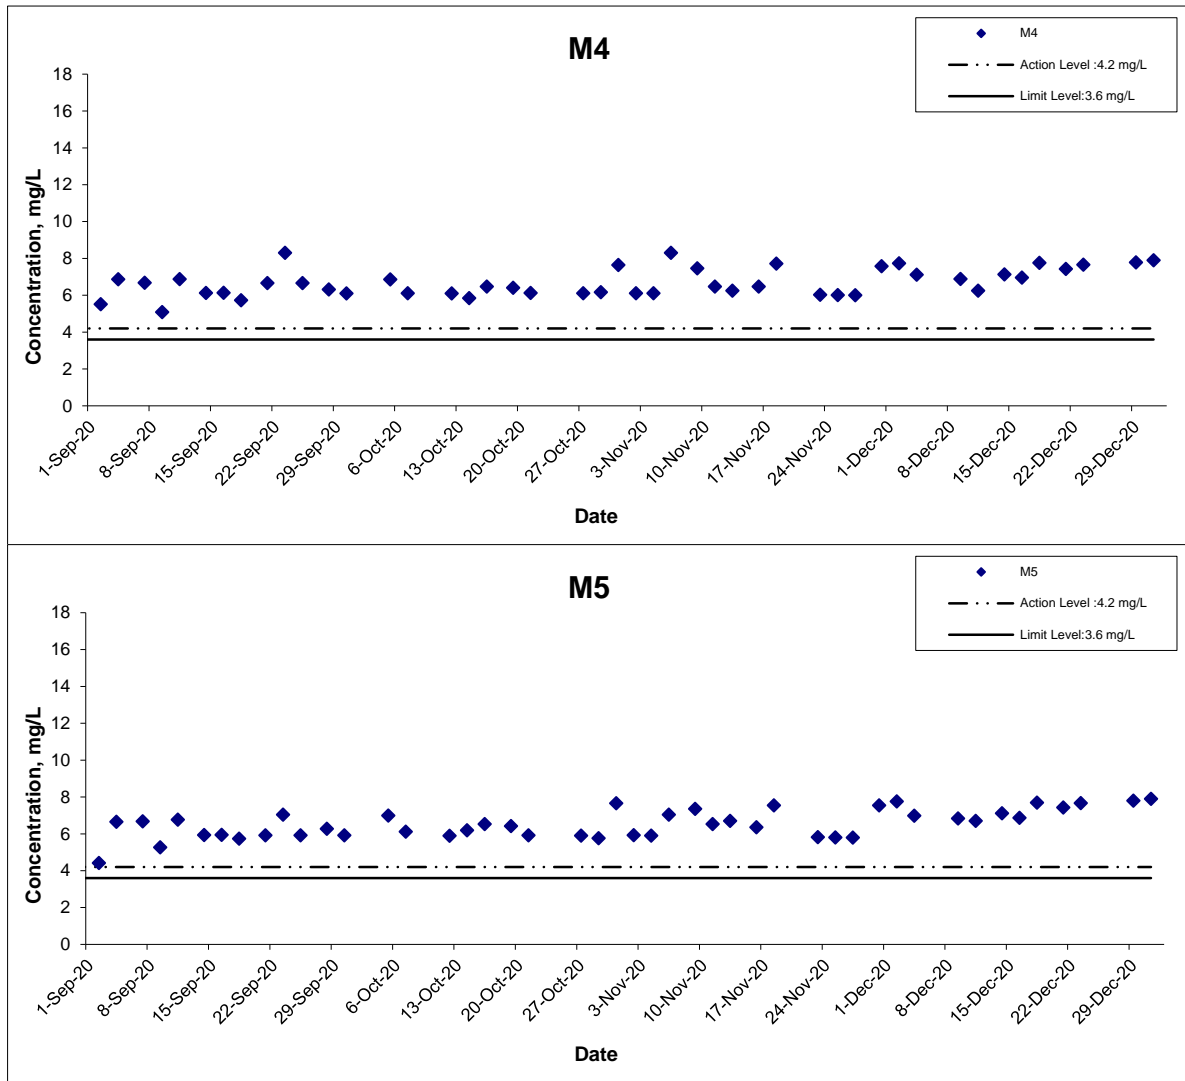 M4
M4
Action Level :4.2 mg/L
Limit Level:3.6 mg/L
18
16
14
12
10
8
6
4
2
0
Concentration, mg/L
1-Sep-20
8-Sep-20
15-Sep-20
22-Sep-20
29-Sep-20
6-Oct-20
13-Oct-20
20-Oct-20
27-Oct-20
3-Nov-20
10-Nov-20
17-Nov-20
24-Nov-20
1-Dec-20
8-Dec-20
15-Dec-20
22-Dec-20
29-Dec-20
Date
M5
M5
Action Level :4.2 mg/L
Limit Level:3.6 mg/L
18
16
14
12
10
8
6
4
2
0
Concentration, mg/L
1-Sep-20
8-Sep-20
15-Sep-20
22-Sep-20
29-Sep-20
6-Oct-20
13-Oct-20
20-Oct-20
27-Oct-20
3-Nov-20
10-Nov-20
17-Nov-20
24-Nov-20
1-Dec-20
8-Dec-20
15-Dec-20
22-Dec-20
29-Dec-20
Date